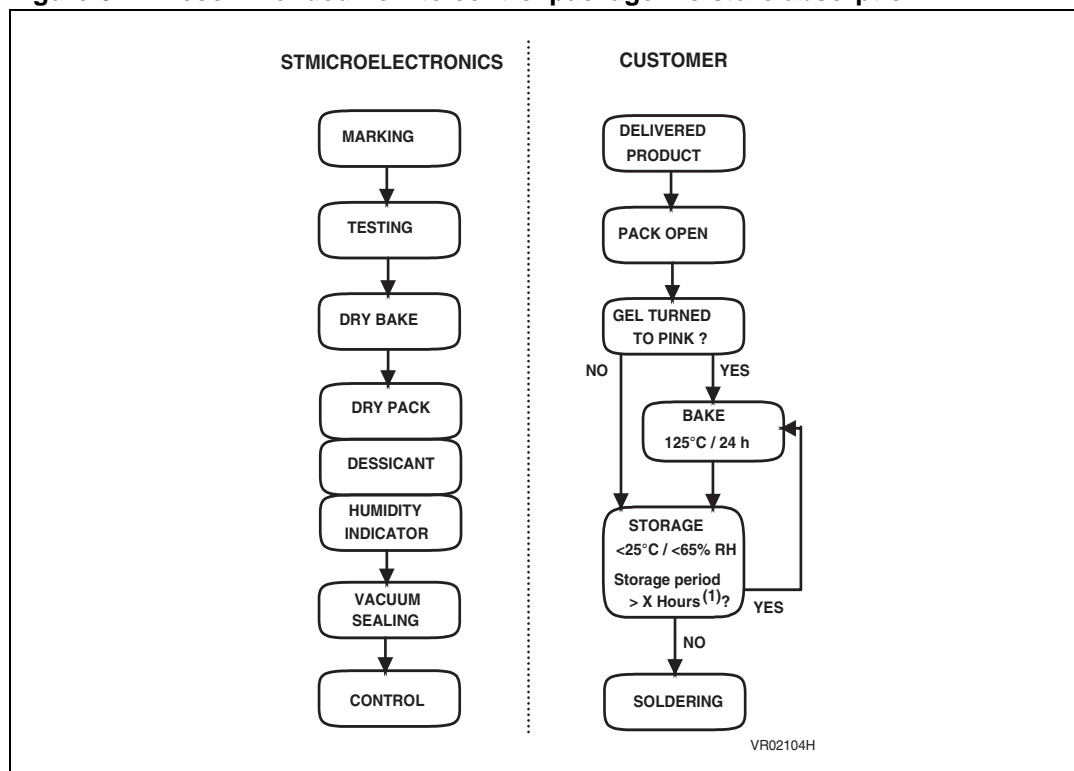 STMICROELECTRONICS
MARKING
TESTING
DRY BAKE
DRY PACK
DESSICANT
HUMIDITY
INDICATOR
VACUUM
SEALING
CONTROL
CUSTOMER
DELIVERED
PRODUCT
PACK OPEN
GEL TURNED
TO PINK ?
NO
YES
BAKE
125°C / 24 h
STORAGE
<25°C / <65% RH
Storage period
> X Hours(1)?
YES
NO
SOLDERING
VR02104H